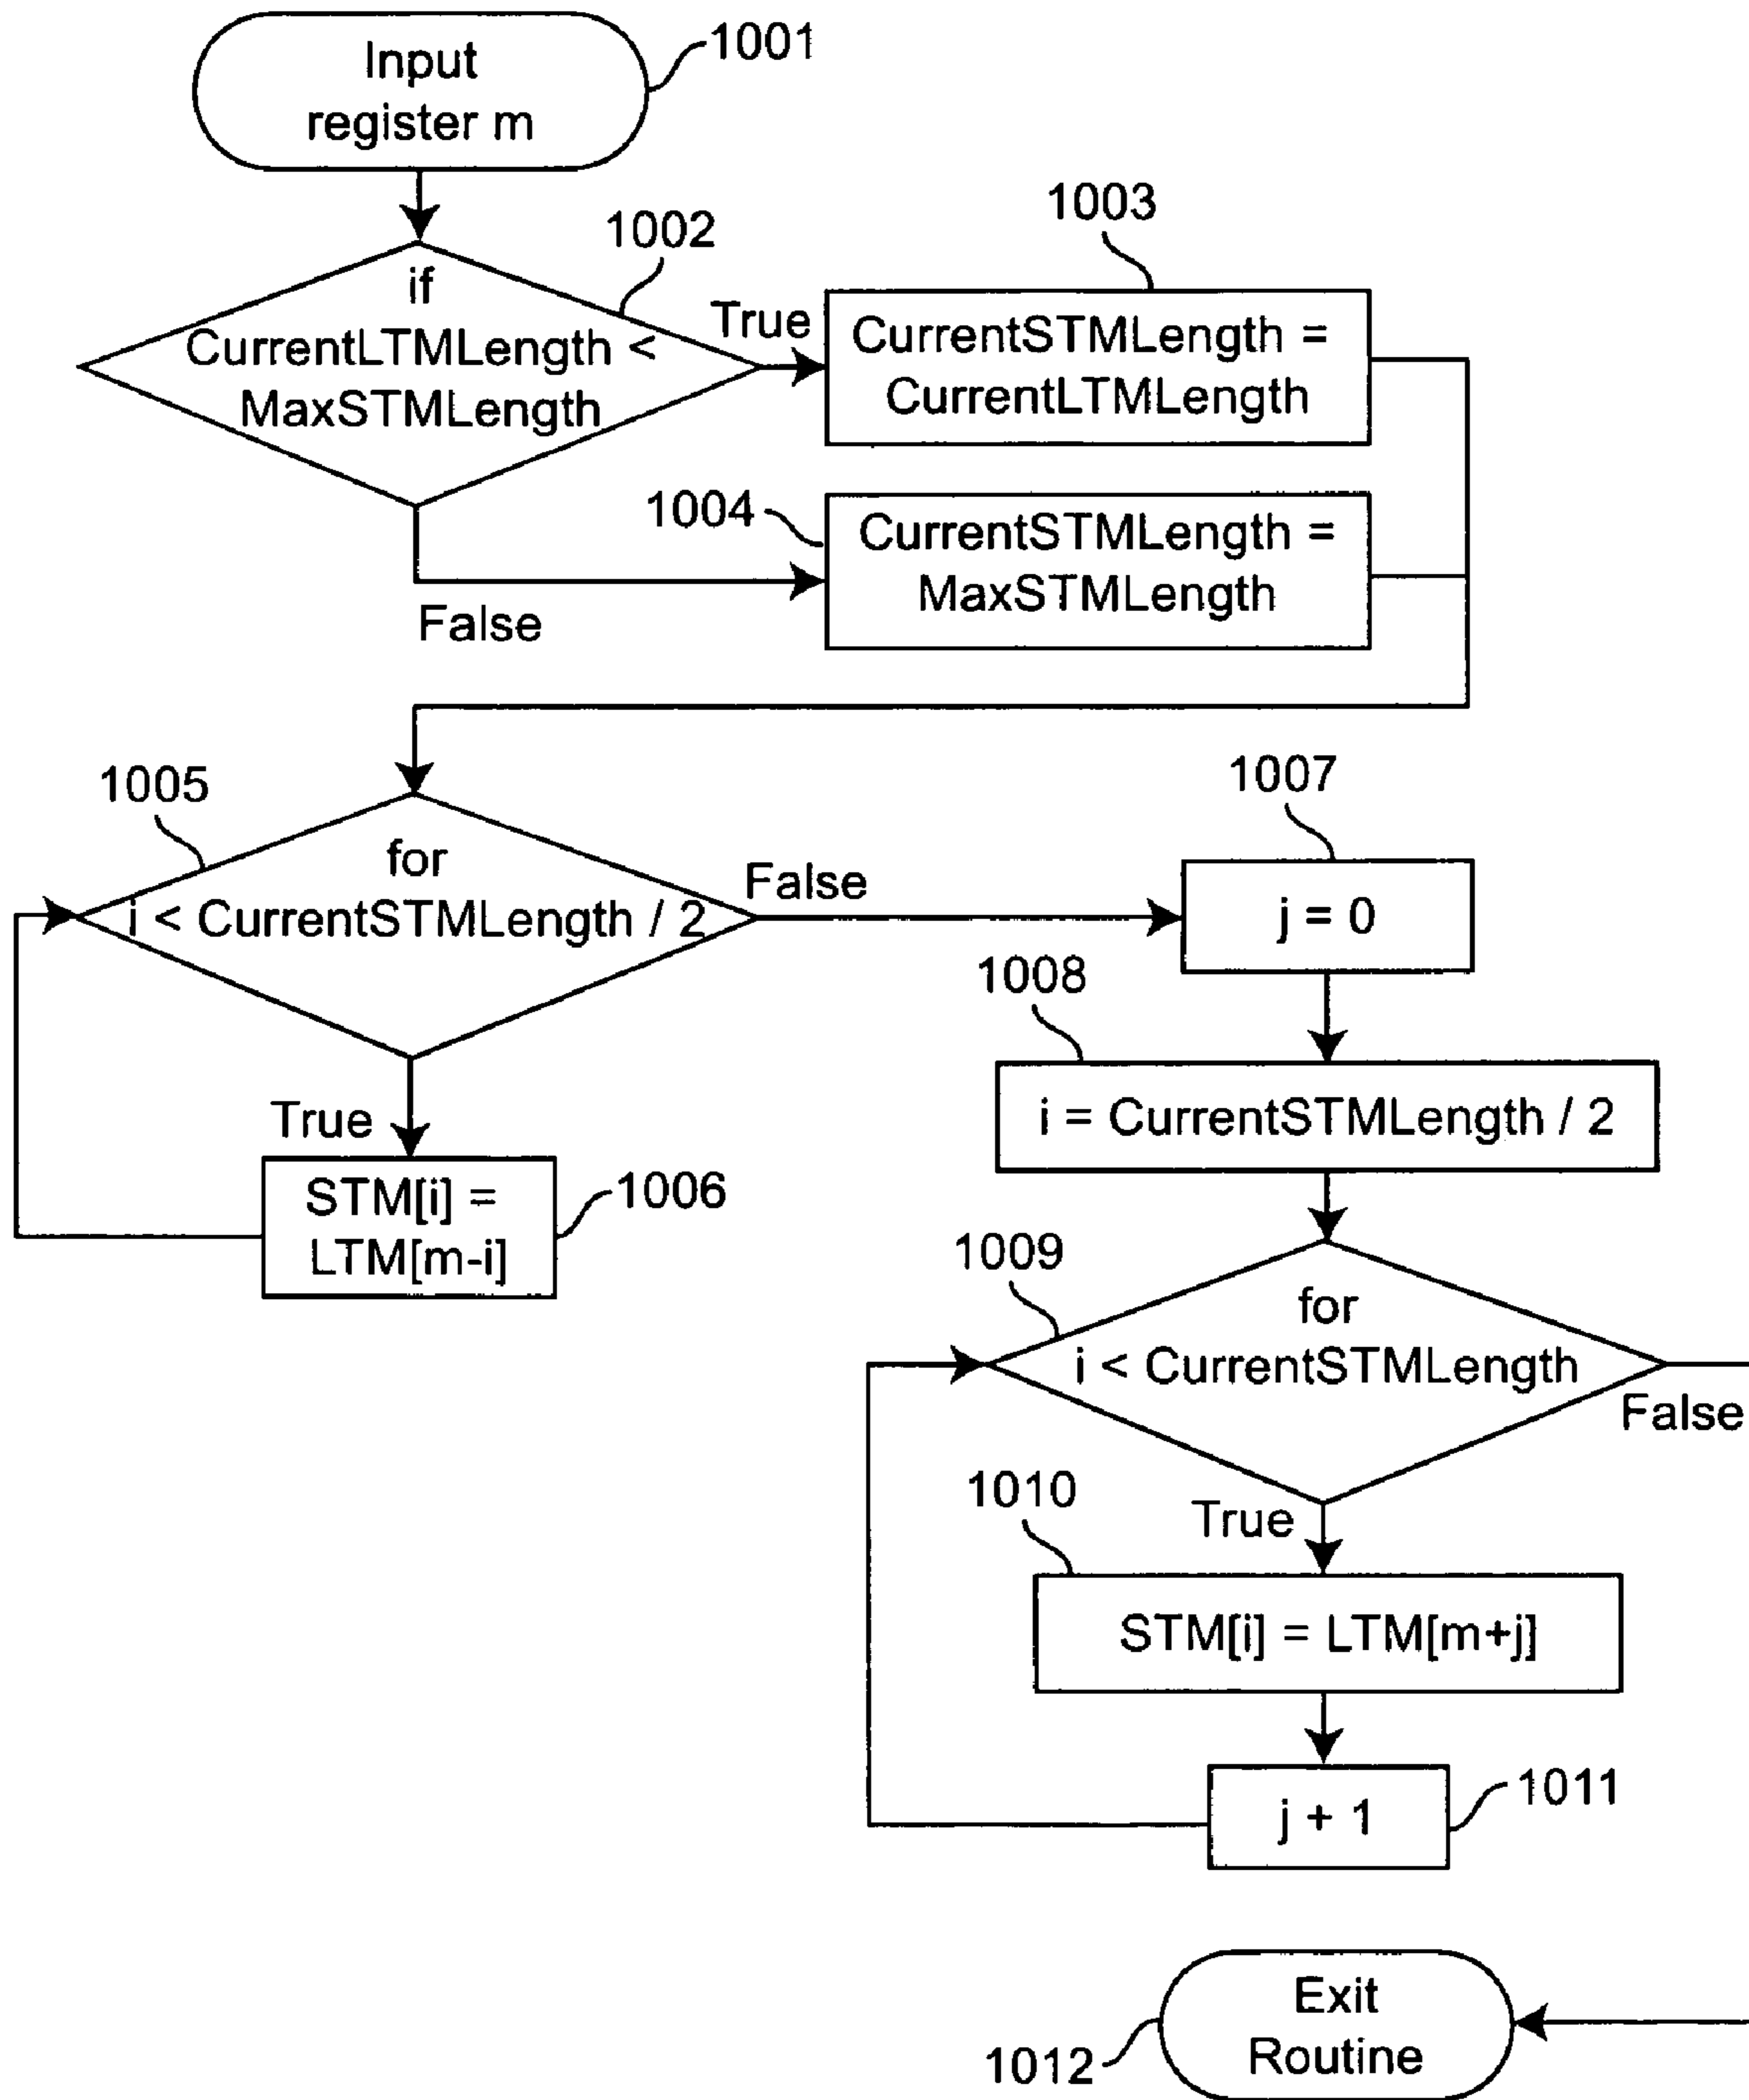 Input
register m
1001
1002
if
CurrentLTMLength <
MaxSTMLength
True
1003
CurrentSTMLength =
CurrentLTMLength
False
1004
CurrentSTMLength =
MaxSTMLength
1005
for
i < CurrentSTMLength / 2
True
1006
STM[i] =
LTM[m-i]
False
1007
j = 0
1008
i = CurrentSTMLength / 2
1009
for
i < CurrentSTMLength
False
True
1010
STM[i] = LTM[m+j]
j + 1
1011
Exit
Routine
1012